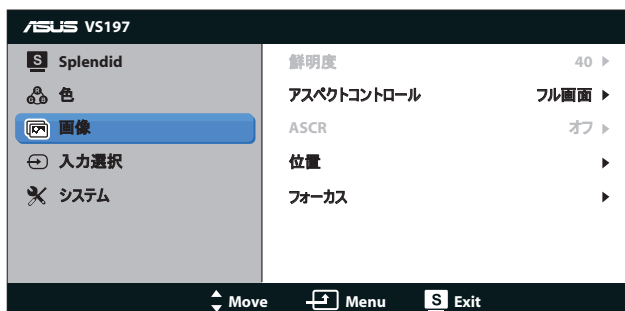 ASUS VS197
S Splendid
色
画像
入力選択
システム
鮮明度 40
アスペクトコントロール フル画面
ASCR オフ
位置
フォーカス
Move Menu S Exit